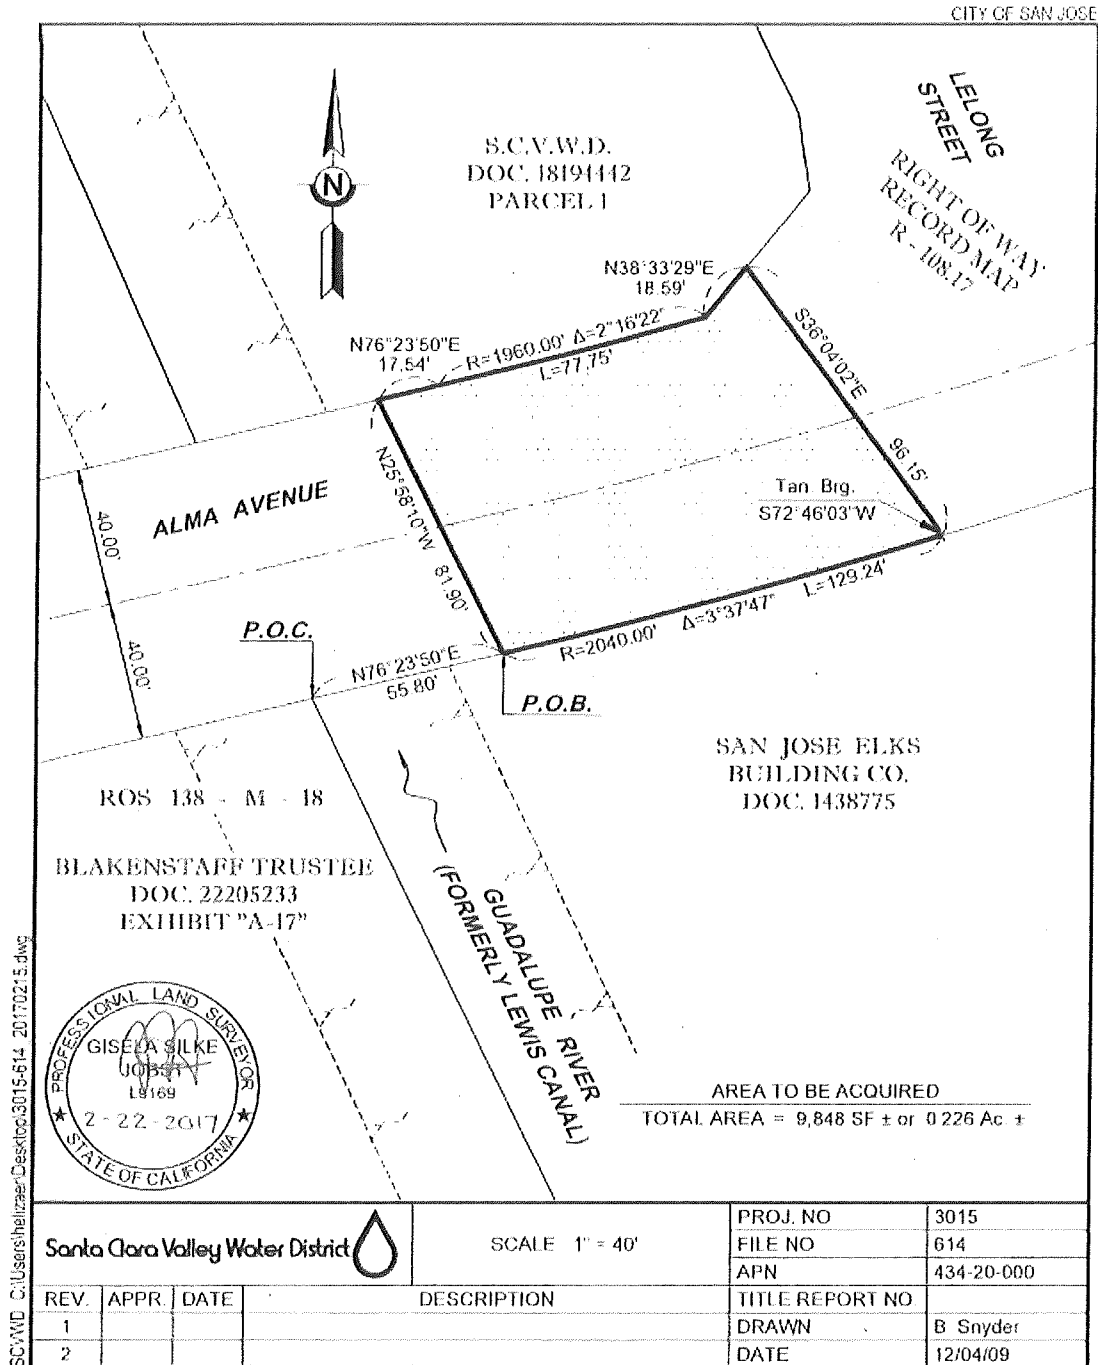 CITY OF SAN JOSE
LELONG
STREET
RIGHT OF WAY
RECORD MAP
R - 108.17
S.C.V.W.D.
DOC. 18194442
PARCEL 1
N
N38°33'29"E
18.59'
N76°23'50"E
17.54'
R=1960.00' Δ=2°16'22"
L=77.75'
S36°04'02"E
96.15'
N25°58'10"W
81.90'
Tan. Brg.
S72°46'03"W
ALMA AVENUE
40.00'
40.00'
P.O.C.
N76°23'50"E
55.80'
P.O.B.
R=2040.00' Δ=3°37'47" L=129.24'
SAN JOSE ELKS
BUILDING CO.
DOC. 1438775
ROS 138 - M - 18
BLAKENSTAFF TRUSTEE
DOC. 22205233
EXHIBIT "A-17"
GUADALUPE RIVER
(FORMERLY LEWIS CANAL)
PROFESSIONAL LAND SURVEYOR
GISELA SILKE
L9169
2-22-2017
STATE OF CALIFORNIA
AREA TO BE ACQUIRED
TOTAL AREA = 9,848 SF ± or 0.226 Ac. ±
SCVWD C:\Users\helizaer\Desktop\3015-614_20170215.dwg
Santa Clara Valley Water District
SCALE 1" = 40'
PROJ. NO 3015
FILE NO 614
APN 434-20-000
REV. APPR. DATE DESCRIPTION TITLE REPORT NO
1 DRAWN B Snyder
2 DATE 12/04/09